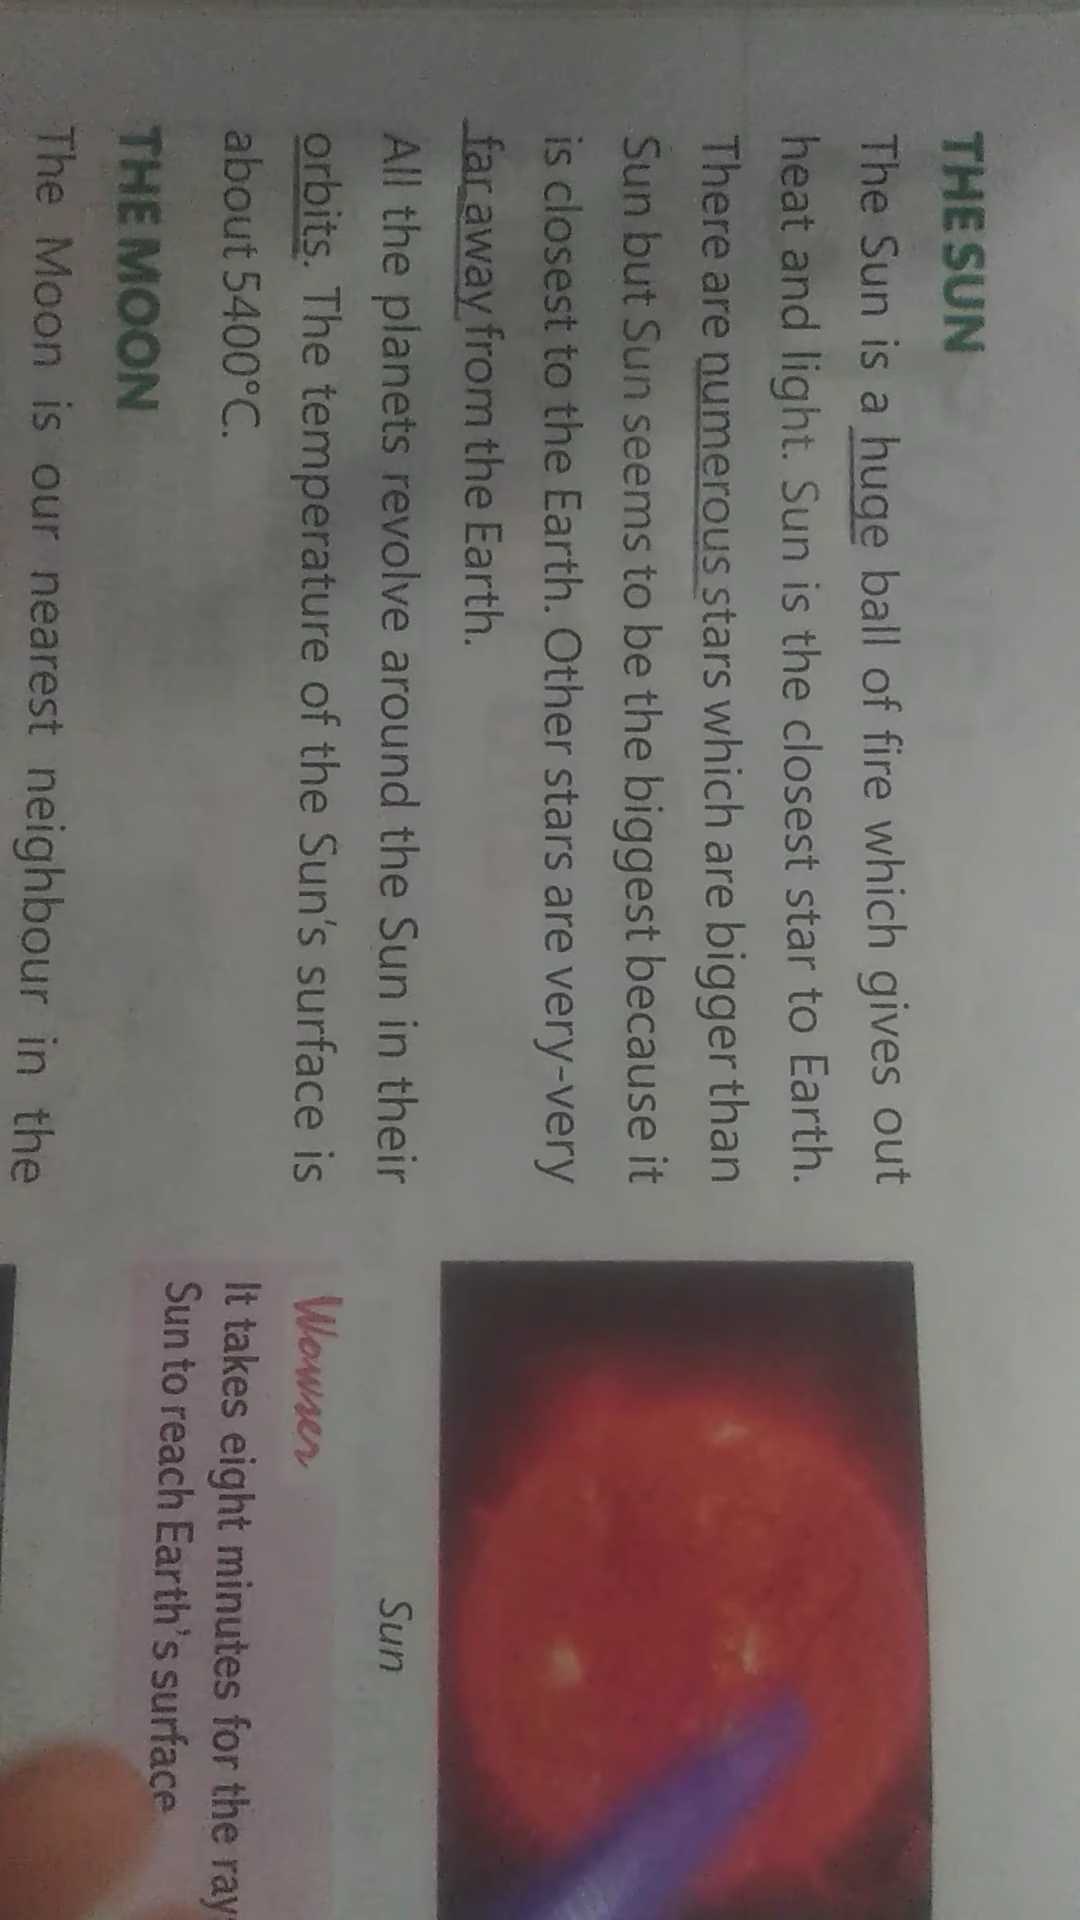 THE SUN
The Sun is a huge ball of fire which gives out
heat and light. Sun is the closest star to Earth.
There are numerous stars which are bigger than
Sun but Sun seems to be the biggest because it
is closest to the Earth. Other stars are very-very
far away from the Earth.
All the planets revolve around the Sun in their
orbits. The temperature of the Sun's surface is
about 5400°C.
Sun
Wowser
It takes eight minutes for the ray
Sun to reach Earth's surface
THE MOON
The Moon is our nearest neighbour in the